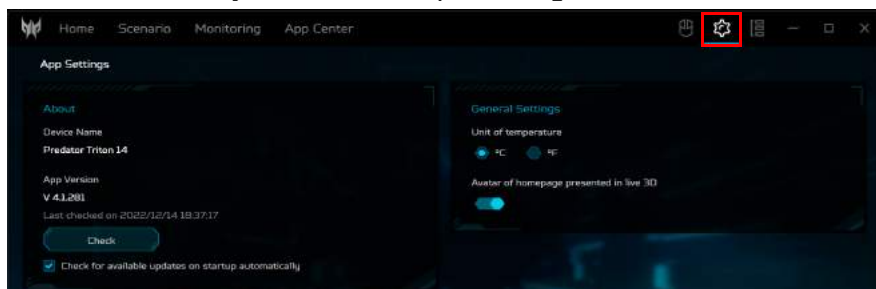 Home Scenario Monitoring App Center
App Settings
About
Device Name
Predator Triton 14
App Version
V 4.1.281
Last checked on 2022/12/14 18:37:17
Check
Check for available updates on startup automatically
General Settings
Unit of temperature
°C °F
Avatar of homepage presented in live 3D